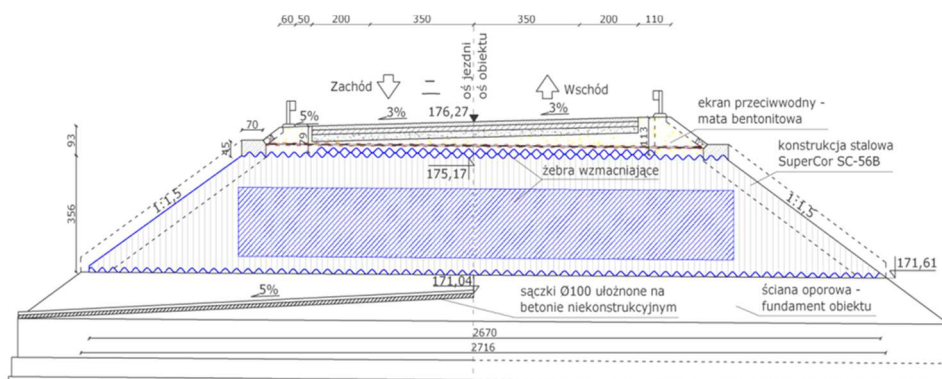 60 50 200 350 350 200 110
oś jezdni
oś obiektu
Zachód
Wschód
5%
3%
176,27
3%
ekran przeciwwodny -
mata bentonitowa
70
79
113
93
45
konstrukcja stalowa
SuperCor SC-56B
175,17
żebra wzmacniające
1:1,5
1:1,5
356
171,61
171,04
5%
sączki Ø100 ułożnone na
betonie niekonstrukcyjnym
ściana oporowa -
fundament obiektu
2670
2716